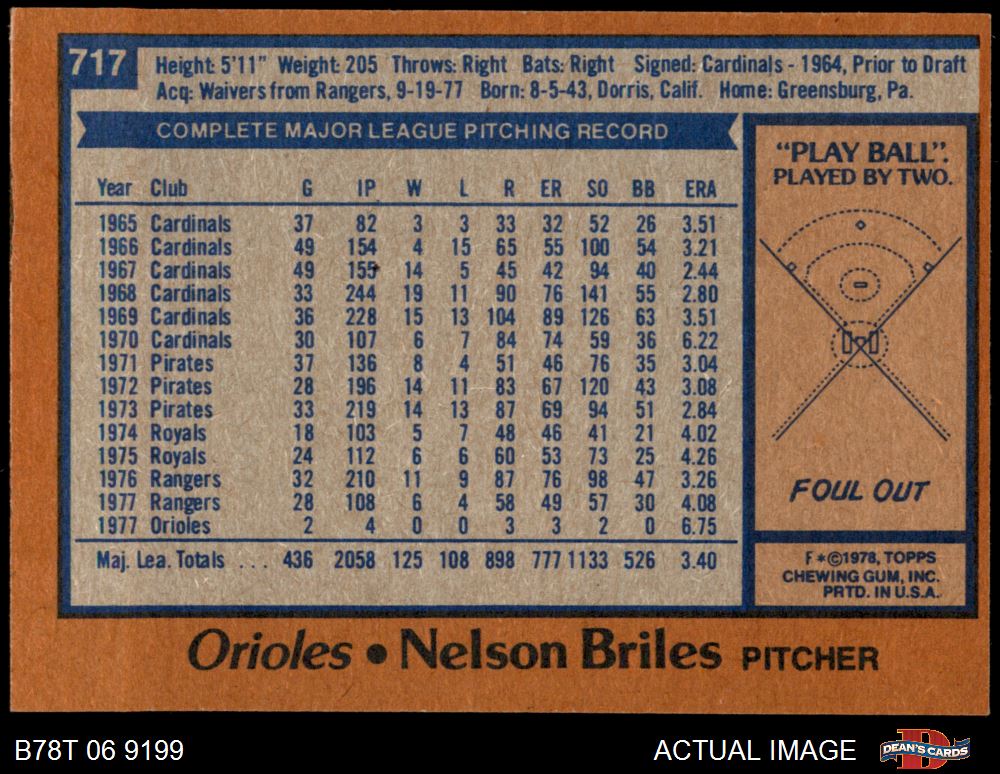 717
Height: 5'11" Weight: 205 Throws: Right Bats: Right Signed: Cardinals - 1964, Prior to Draft
Acq: Waivers from Rangers, 9-19-77 Born: 8-5-43, Dorris, Calif. Home: Greensburg, Pa.
COMPLETE MAJOR LEAGUE PITCHING RECORD
Year Club G IP W L R ER SO BB ERA
1965 Cardinals 37 82 3 3 33 32 52 26 3.51
1966 Cardinals 49 154 4 15 65 55 100 54 3.21
1967 Cardinals 49 155 14 5 45 42 94 40 2.44
1968 Cardinals 33 244 19 11 90 76 141 55 2.80
1969 Cardinals 36 228 15 13 104 89 126 63 3.51
1970 Cardinals 30 107 6 7 84 74 59 36 6.22
1971 Pirates 37 136 8 4 51 46 76 35 3.04
1972 Pirates 28 196 14 11 83 67 120 43 3.08
1973 Pirates 33 219 14 13 87 69 94 51 2.84
1974 Royals 18 103 5 7 48 46 41 21 4.02
1975 Royals 24 112 6 6 60 53 73 25 4.26
1976 Rangers 32 210 11 9 87 76 98 47 3.26
1977 Rangers 28 108 6 4 58 49 57 30 4.08
1977 Orioles 2 4 0 0 3 3 2 0 6.75
Maj. Lea. Totals ... 436 2058 125 108 898 777 1133 526 3.40
"PLAY BALL".
PLAYED BY TWO.
FOUL OUT
F*©1978, TOPPS
CHEWING GUM, INC.
PRTD. IN U.S.A.
Orioles • Nelson Briles PITCHER
B78T 06 9199
ACTUAL IMAGE
DEAN'S CARDS